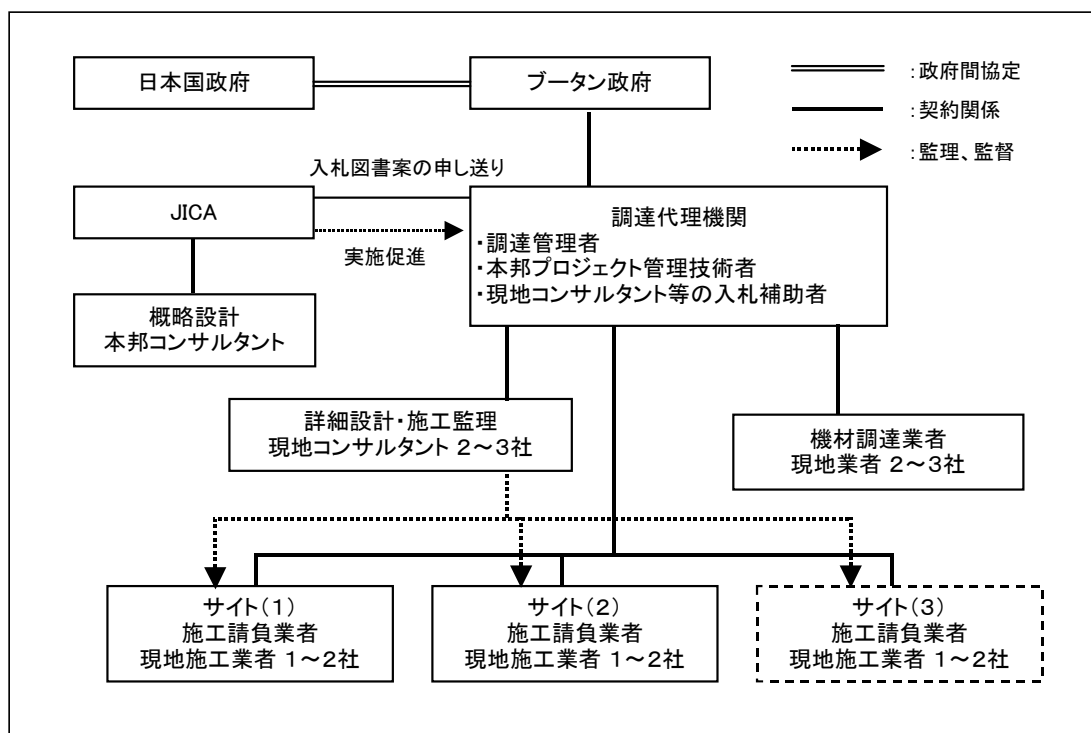 日本国政府
ブータン政府
:政府間協定
:契約関係
:監理、監督
入札図書案の申し送り
JICA
実施促進
調達代理機関
・調達管理者
・本邦プロジェクト管理技術者
・現地コンサルタント等の入札補助者
概略設計
本邦コンサルタント
詳細設計・施工監理
現地コンサルタント 2~3社
機材調達業者
現地業者 2~3社
サイト(1)
施工請負業者
現地施工業者 1~2社
サイト(2)
施工請負業者
現地施工業者 1~2社
サイト(3)
施工請負業者
現地施工業者 1~2社